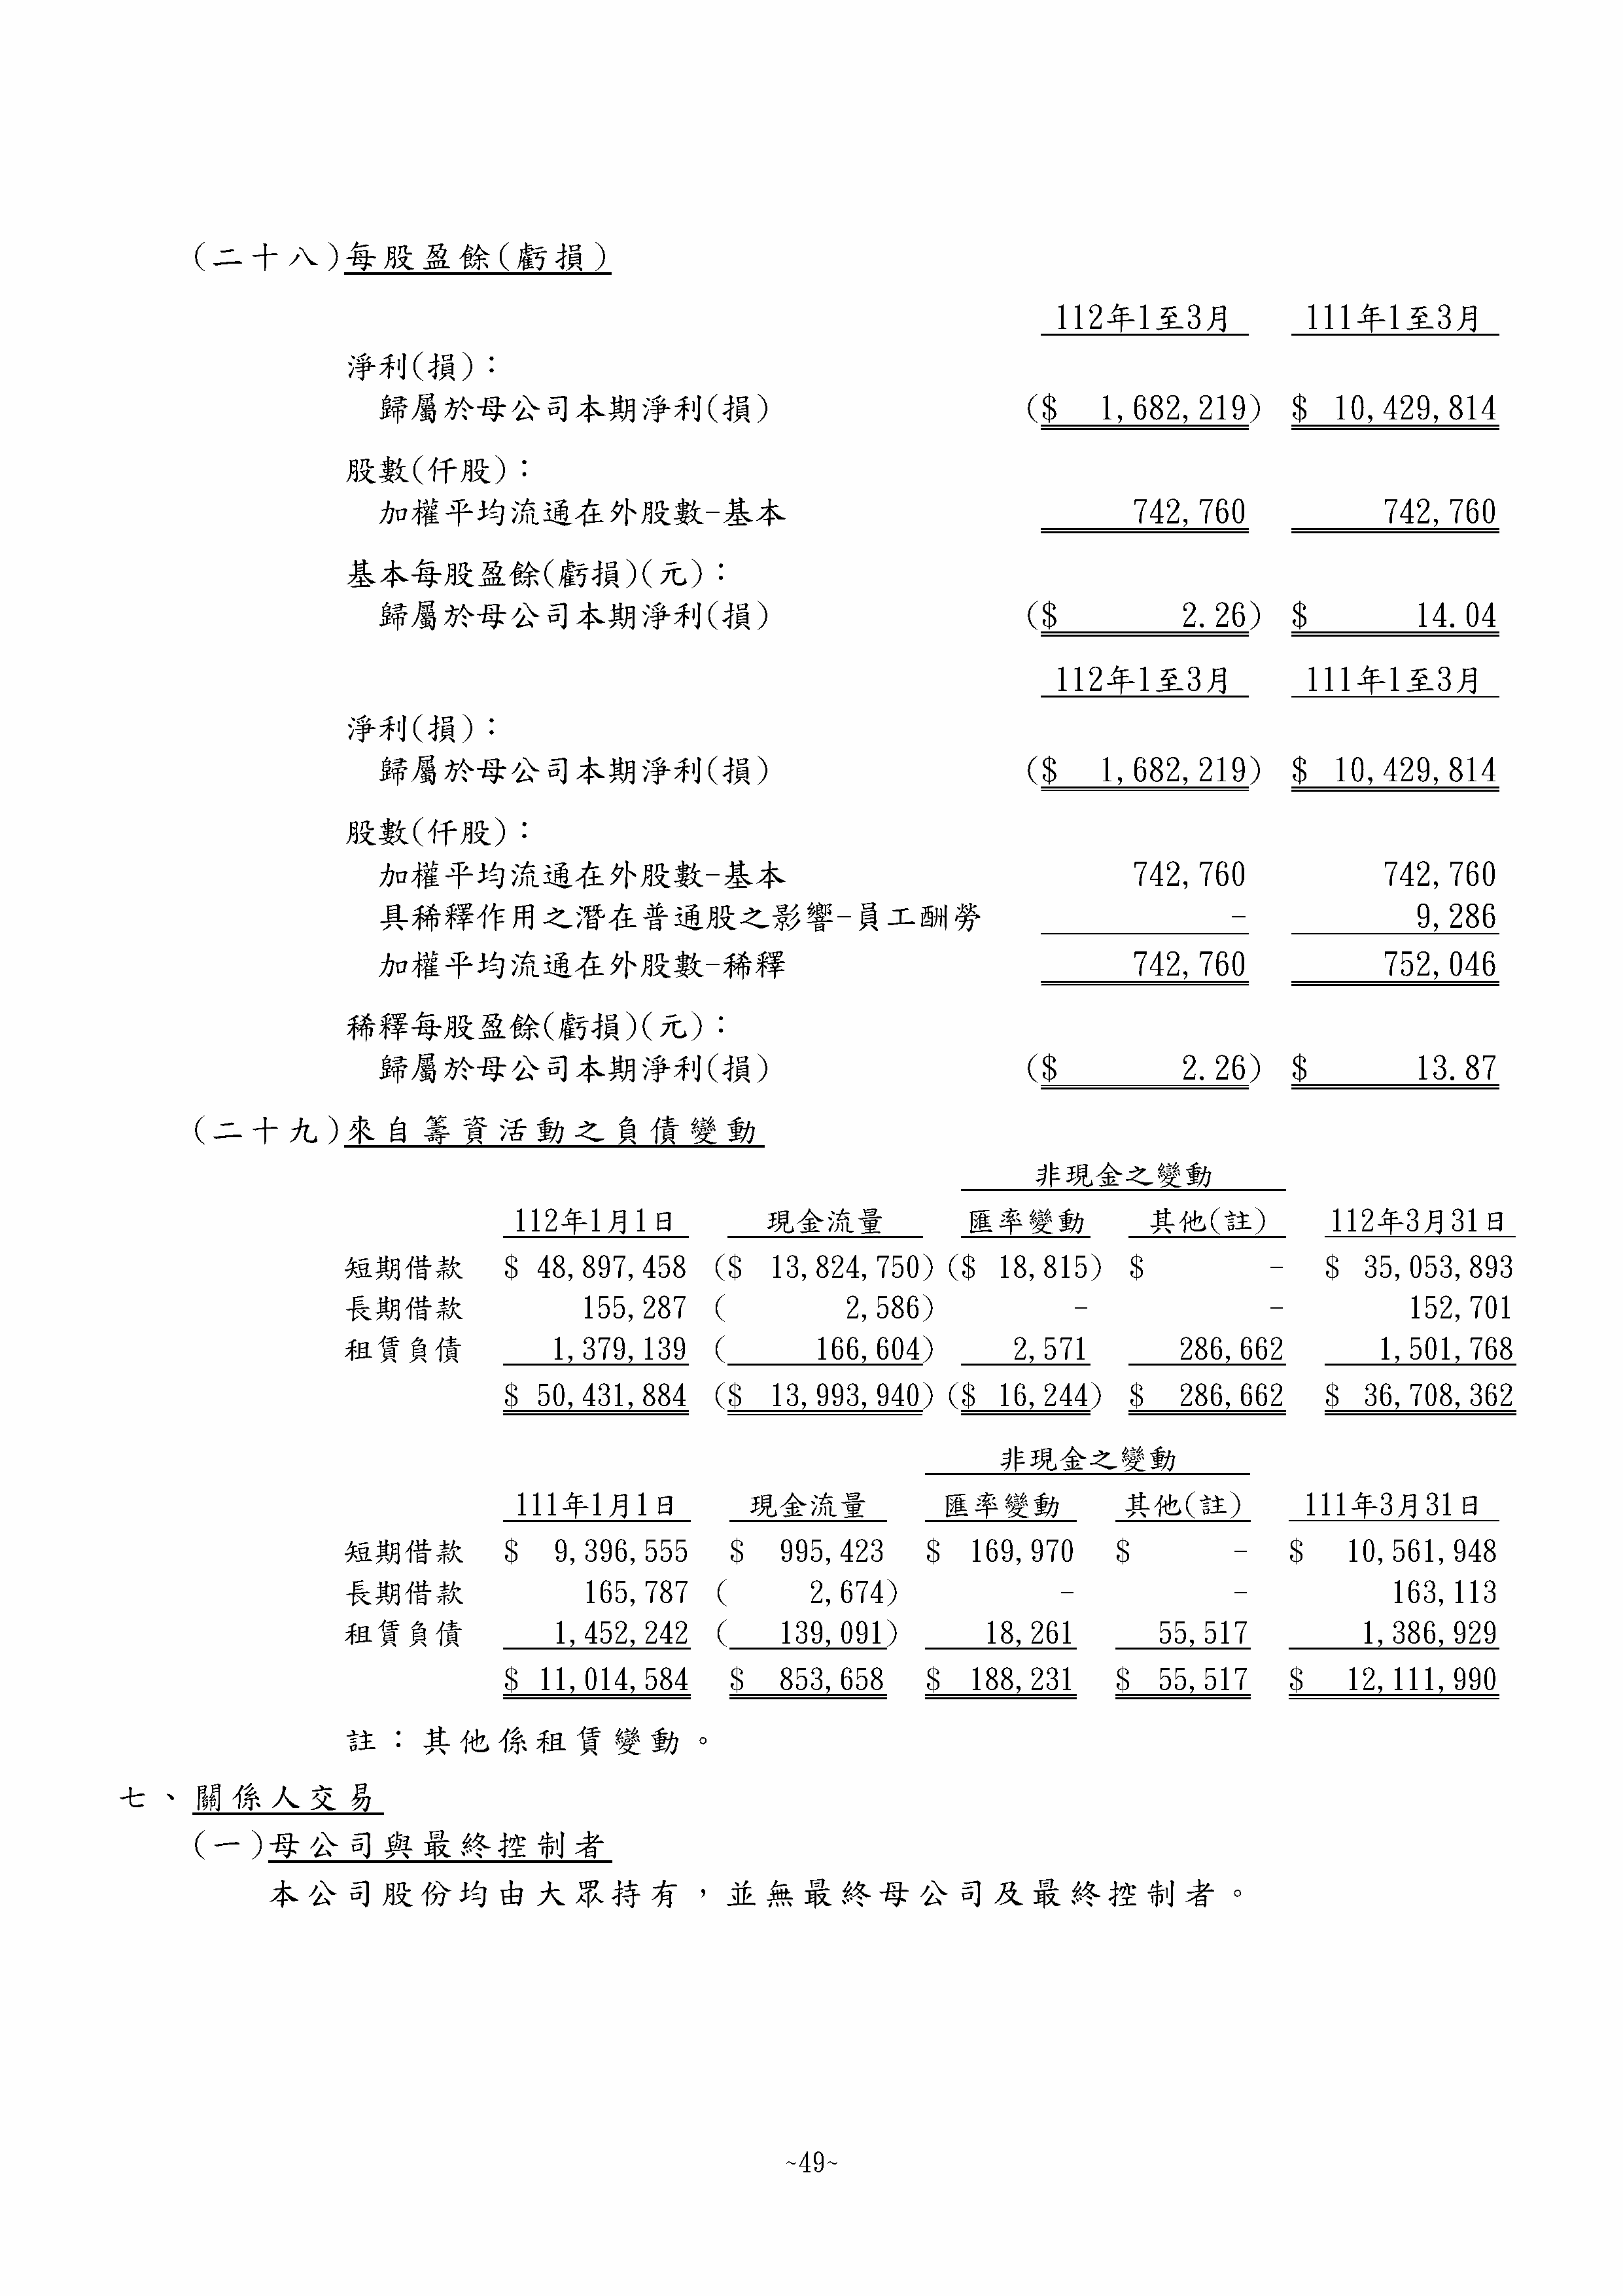 (二十八)每股盈餘(虧損)
112年1至3月 111年1至3月
淨利(損)：
歸屬於母公司本期淨利(損) ($ 1,682,219) $ 10,429,814
股數(仟股)：
加權平均流通在外股數-基本 742,760 742,760
基本每股盈餘(虧損)(元)：
歸屬於母公司本期淨利(損) ($ 2.26) $ 14.04
112年1至3月 111年1至3月
淨利(損)：
歸屬於母公司本期淨利(損) ($ 1,682,219) $ 10,429,814
股數(仟股)：
加權平均流通在外股數-基本 742,760 742,760
具稀釋作用之潛在普通股之影響-員工酬勞 - 9,286
加權平均流通在外股數-稀釋 742,760 752,046
稀釋每股盈餘(虧損)(元)：
歸屬於母公司本期淨利(損) ($ 2.26) $ 13.87
(二十九)來自籌資活動之負債變動
非現金之變動
112年1月1日 現金流量 匯率變動 其他(註) 112年3月31日
短期借款 $ 48,897,458 ($ 13,824,750) ($ 18,815) $ - $ 35,053,893
長期借款 155,287 ( 2,586) - - 152,701
租賃負債 1,379,139 ( 166,604) 2,571 286,662 1,501,768
$ 50,431,884 ($ 13,993,940) ($ 16,244) $ 286,662 $ 36,708,362
非現金之變動
111年1月1日 現金流量 匯率變動 其他(註) 111年3月31日
短期借款 $ 9,396,555 $ 995,423 $ 169,970 $ - $ 10,561,948
長期借款 165,787 ( 2,674) - - 163,113
租賃負債 1,452,242 ( 139,091) 18,261 55,517 1,386,929
$ 11,014,584 $ 853,658 $ 188,231 $ 55,517 $ 12,111,990
註：其他係租賃變動。
七、關係人交易
(一)母公司與最終控制者
本公司股份均由大眾持有，並無最終母公司及最終控制者。
~49~